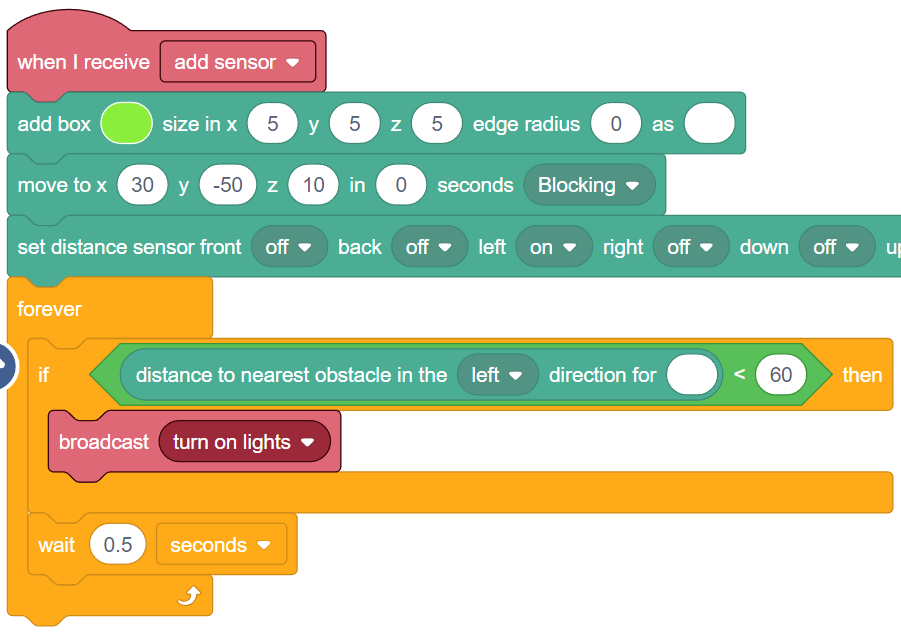 when I receive add sensor
add box size in x 5 y 5 z 5 edge radius 0 as
move to x 30 y -50 z 10 in 0 seconds Blocking
set distance sensor front off back off left on right off down off up
forever
if distance to nearest obstacle in the left direction for < 60 then
broadcast turn on lights
wait 0.5 seconds